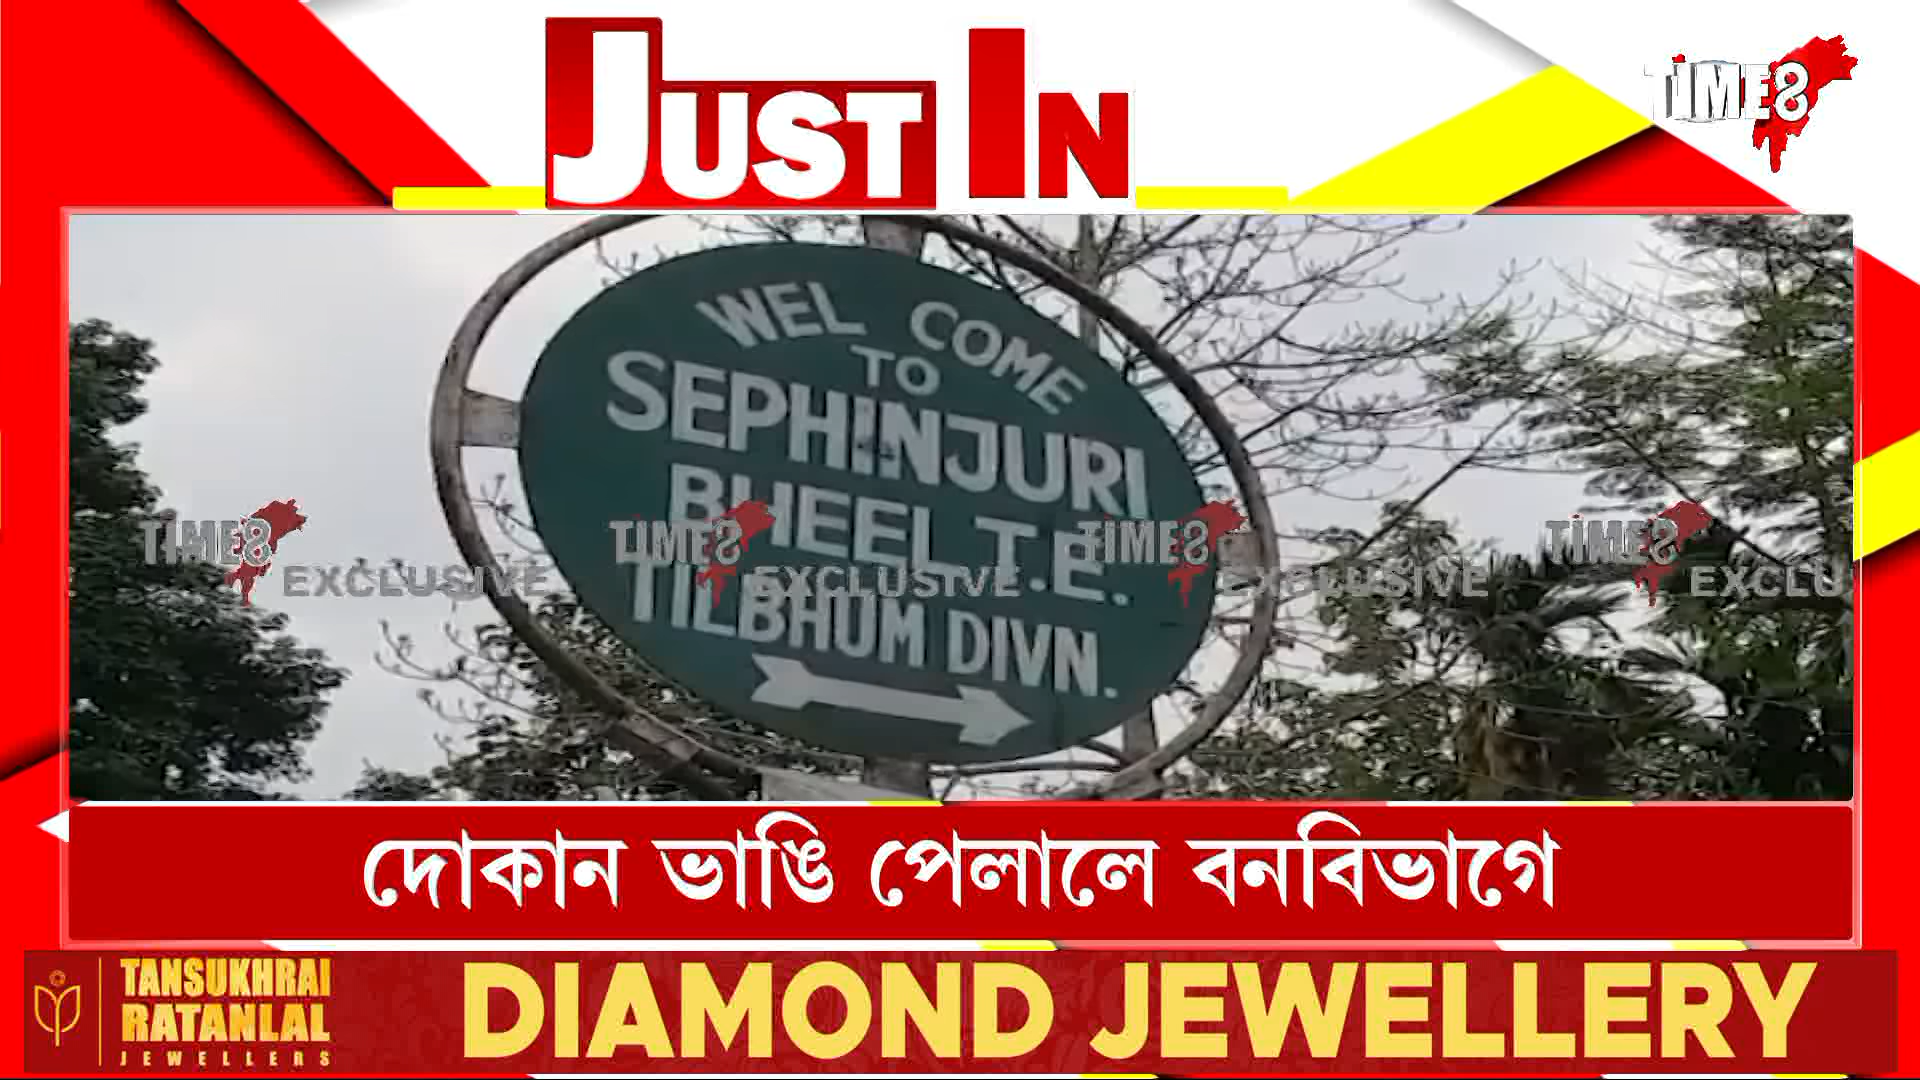 JUST IN
TIME8
WEL COME
TO
SEPHINJURI
BHEEL T.E.
TILBHUM DIVN.
TIME8 EXCLUSIVE TIME8 EXCLUSIVE TIME8 EXCLUSIVE TIME8 EXCLU
দোকান ভাঙি পেলালে বনবিভাগে
TANSUKHRAI
RATANLAL
JEWELLERS
DIAMOND JEWELLERY